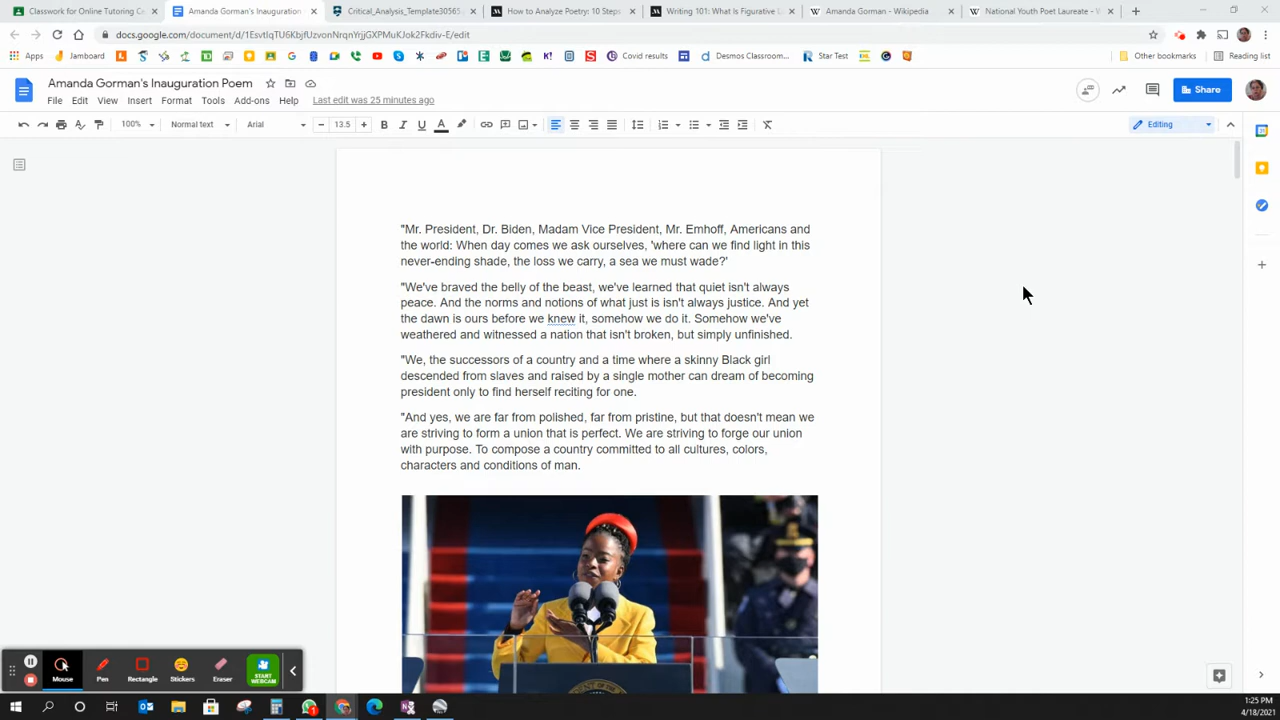 Classwork for Online Tutoring C
Amanda Gorman's Inauguration
Critical_Analysis_Template30565
How to Analyze Poetry: 10 Steps
Writing 101: What Is Figurative L
Amanda Gorman - Wikipedia
National Youth Poet Laureate - W
docs.google.com/document/d/1EsvtIqTU6KbjfUzvonNrqnYrjjGXPMuKJok2Fkdiv-E/edit
Apps
Jamboard
Covid results
Desmos Classroom...
Star Test
Other bookmarks
Reading list
Amanda Gorman's Inauguration Poem
File Edit View Insert Format Tools Add-ons Help Last edit was 25 minutes ago
Share
100% Normal text Arial 13.5 B I U A
Editing
"Mr. President, Dr. Biden, Madam Vice President, Mr. Emhoff, Americans and
the world: When day comes we ask ourselves, 'where can we find light in this
never-ending shade, the loss we carry, a sea we must wade?'
"We've braved the belly of the beast, we've learned that quiet isn't always
peace. And the norms and notions of what just is isn't always justice. And yet
the dawn is ours before we knew it, somehow we do it. Somehow we've
weathered and witnessed a nation that isn't broken, but simply unfinished.
"We, the successors of a country and a time where a skinny Black girl
descended from slaves and raised by a single mother can dream of becoming
president only to find herself reciting for one.
"And yes, we are far from polished, far from pristine, but that doesn't mean we
are striving to form a union that is perfect. We are striving to forge our union
with purpose. To compose a country committed to all cultures, colors,
characters and conditions of man.
Mouse
Pen
Rectangle
Stickers
Eraser
START
WEBCAM
1:25 PM
4/18/2021